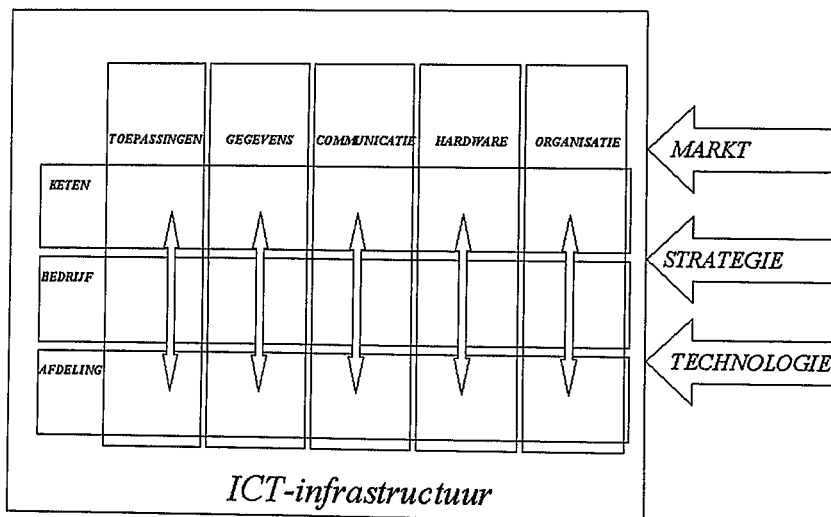 TOEPASSINGEN GEGEVENS COMMUNICATIE HARDWARE ORGANISATIE
MARKT
KETEN
STRATEGIE
BEDRIJF
TECHNOLOGIE
AFDELING
ICT-infrastructuur